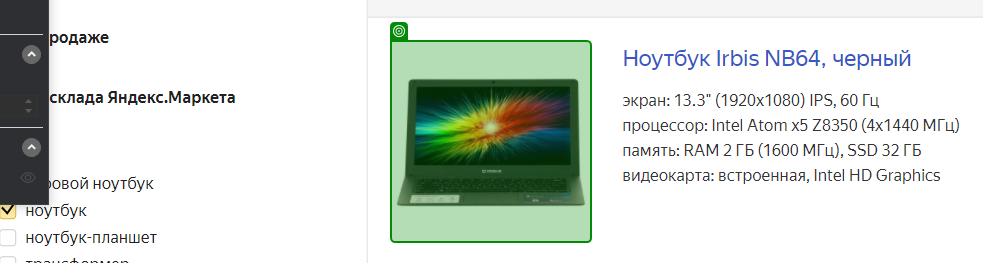 родаже
склада Яндекс.Маркета
ровой ноутбук
ноутбук
ноутбук-планшет
трансформер
Ноутбук Irbis NB64, черный
экран: 13.3" (1920x1080) IPS, 60 Гц
процессор: Intel Atom x5 Z8350 (4x1440 МГц)
память: RAM 2 ГБ (1600 МГц), SSD 32 ГБ
видеокарта: встроенная, Intel HD Graphics